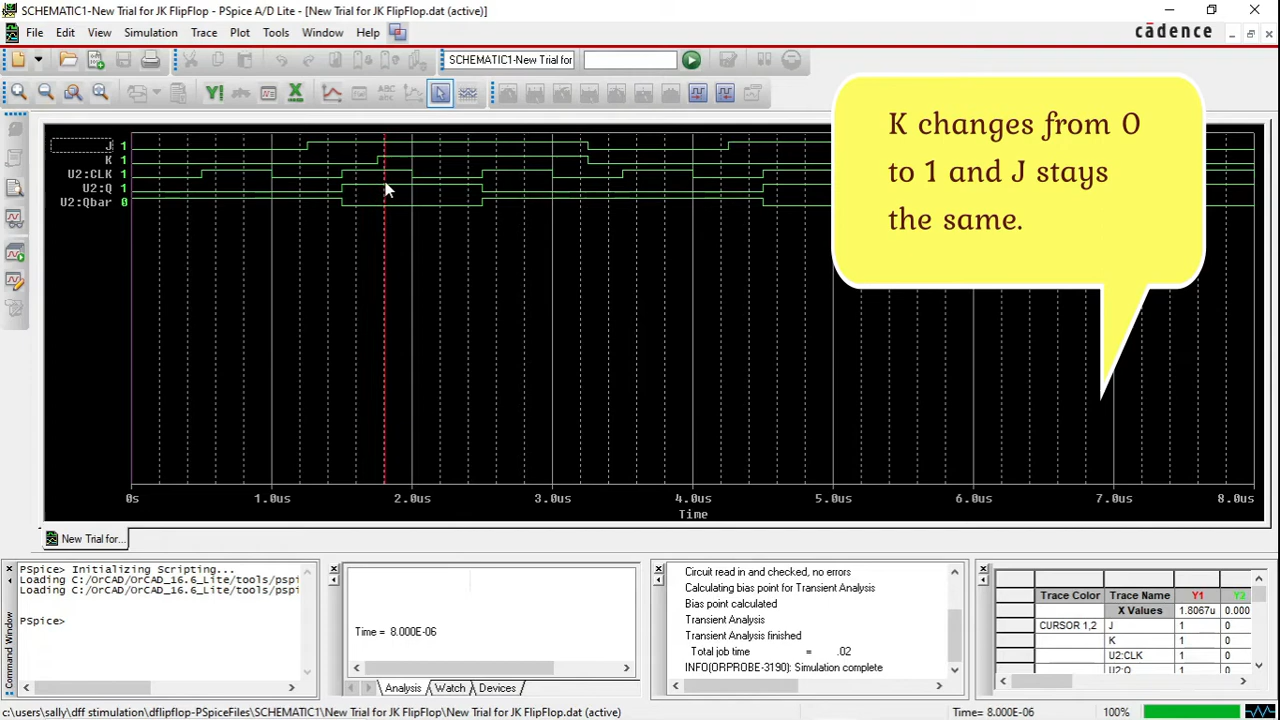 SCHEMATIC1-New Trial for JK FlipFlop - PSpice A/D Lite - [New Trial for JK FlipFlop.dat (active)]
File Edit View Simulation Trace Plot Tools Window Help
cādence
SCHEMATIC1-New Trial for
K changes from 0
to 1 and J stays
the same.
J 1
K 1
U2:CLK 1
U2:Q 1
U2:Qbar 0
0s 1.0us 2.0us 3.0us 4.0us 5.0us 6.0us 7.0us 8.0us
Time
New Trial for...
Command Window
PSpice> Initializing Scripting...
Loading C:/OrCAD/OrCAD_16.6_Lite/tools/pspi
Loading C:/OrCAD/OrCAD_16.6_Lite/tools/pspi
PSpice>
Time = 8.000E-06
Analysis Watch Devices
Circuit read in and checked, no errors
Calculating bias point for Transient Analysis
Bias point calculated
Transient Analysis
Transient Analysis finished
Total job time = .02
INFO(ORPROBE-3190): Simulation complete
Trace Color Trace Name Y1 Y2
X Values 1.8067u 0.000
CURSOR 1,2 J 1 0
K 1 0
U2:CLK 1 0
U2:Q 1 0
c:\users\sally\dff stimulation\dflipflop-PSpiceFiles\SCHEMATIC1\New Trial for JK FlipFlop\New Trial for JK FlipFlop.dat (active)
Time= 8.000E-06 100%